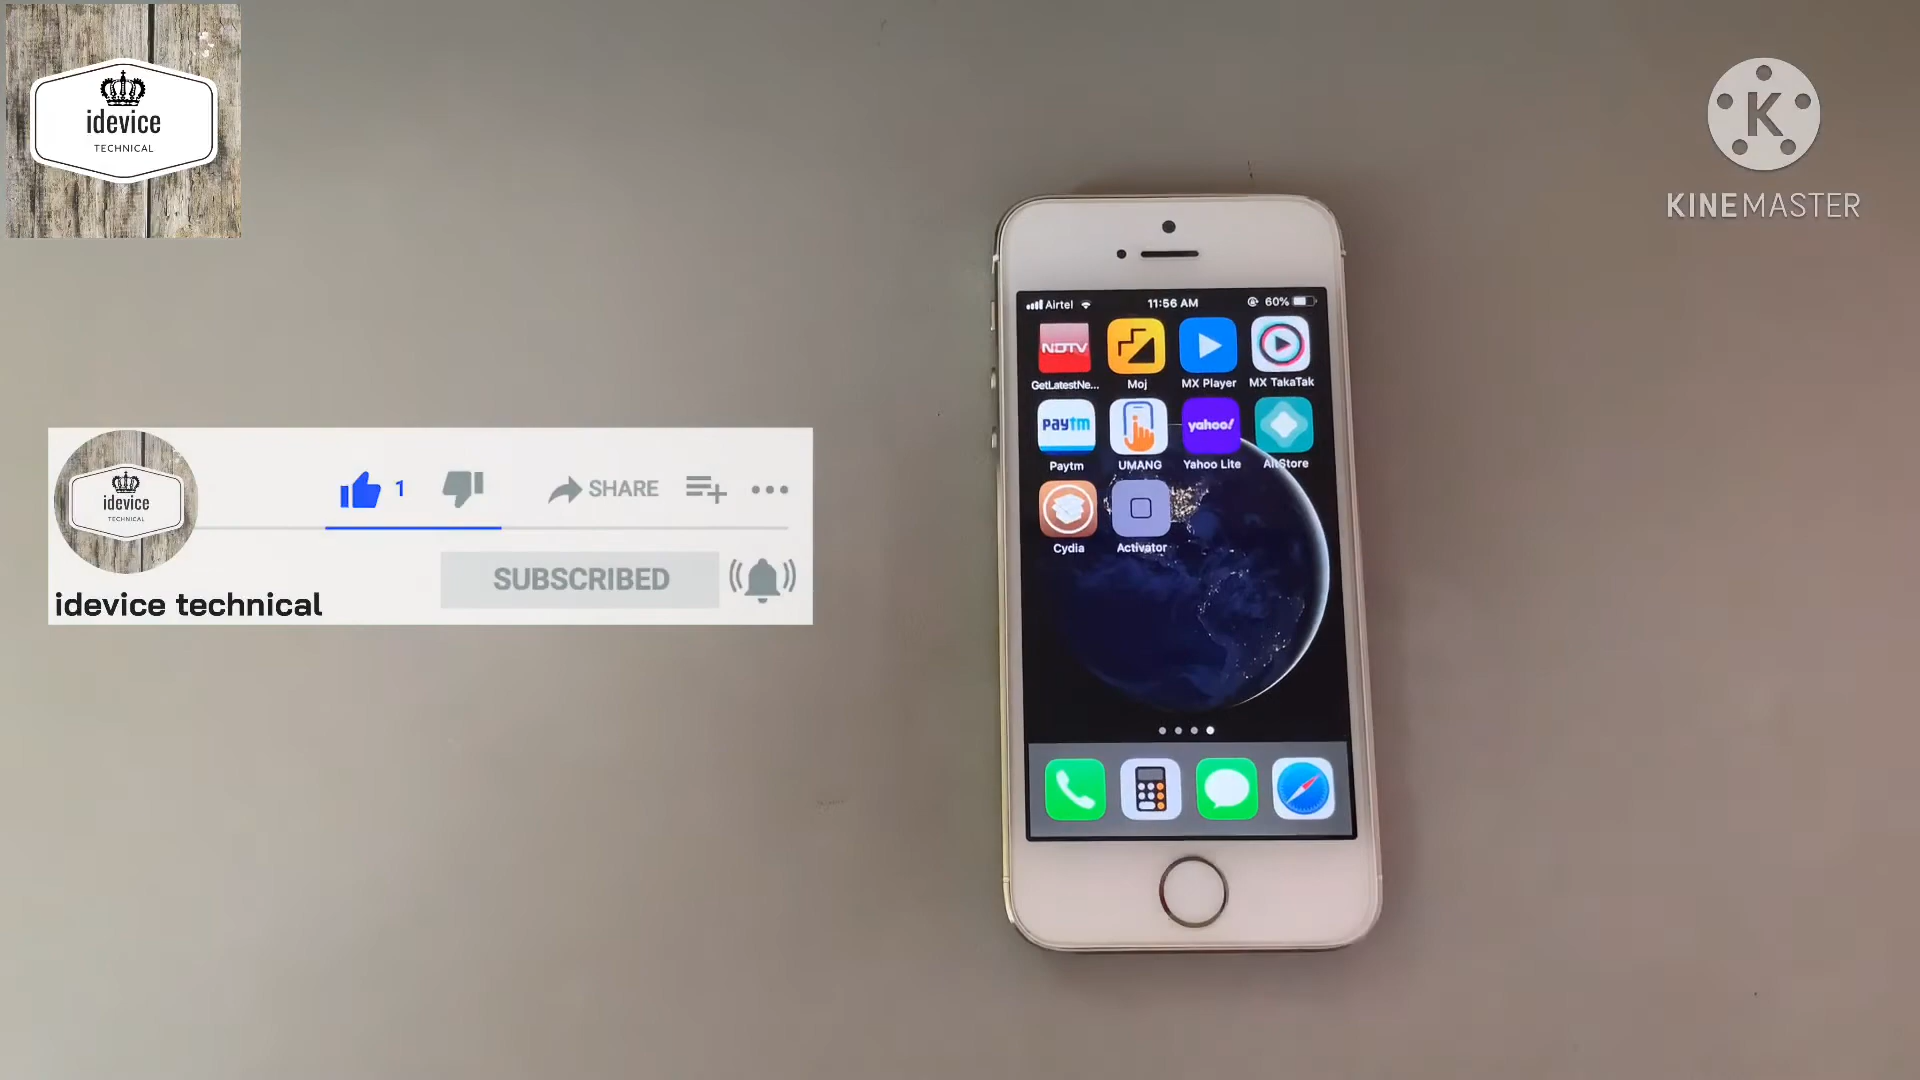 idevice
TECHNICAL
K
KINEMASTER
Airtel
11:56 AM
60%
NDTV
GetLatestNe...
Moj
MX Player
MX TakaTak
paytm
yahoo!
Paytm
UMANG
Yahoo Lite
AltStore
Cydia
Activator
idevice
TECHNICAL
1
SHARE
SUBSCRIBED
idevice technical